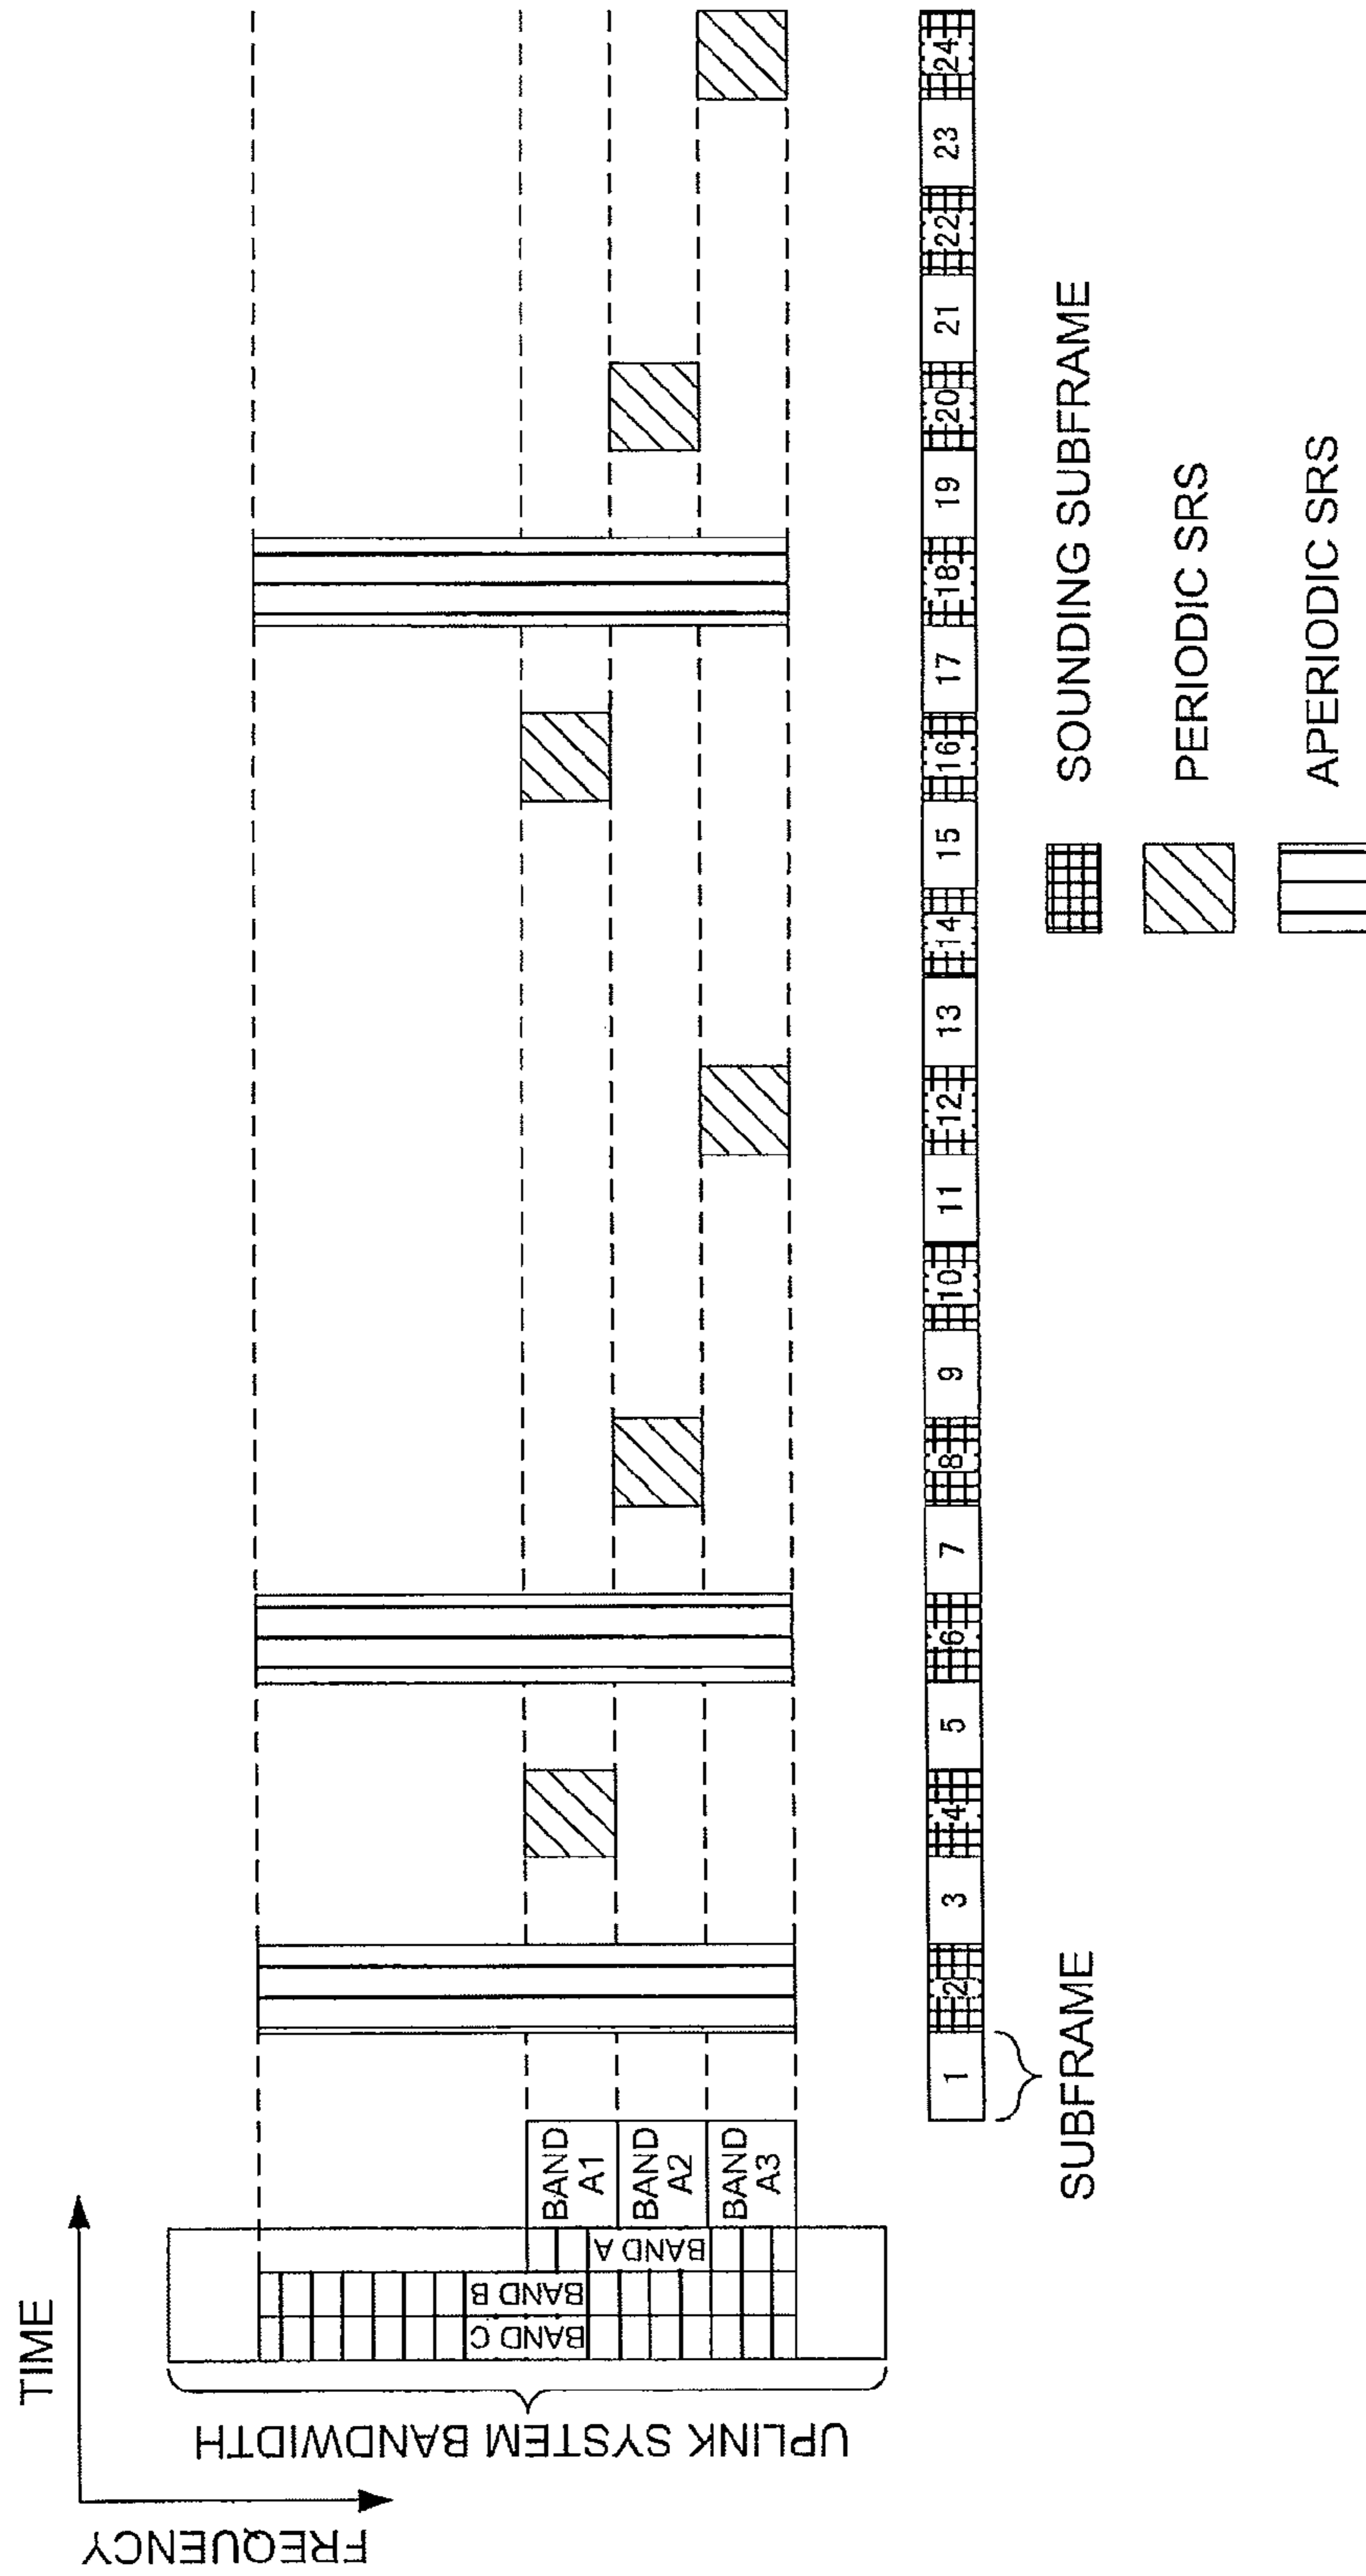 TIME
FREQUENCY
UPLINK SYSTEM BANDWIDTH
BAND C
BAND B
BAND A
BAND A1
BAND A2
BAND A3
1 2 3 4 5 6 7 8 9 10 11 12 13 14 15 16 17 18 19 20 21 22 23 24
SUBFRAME
SOUNDING SUBFRAME
PERIODIC SRS
APERIODIC SRS